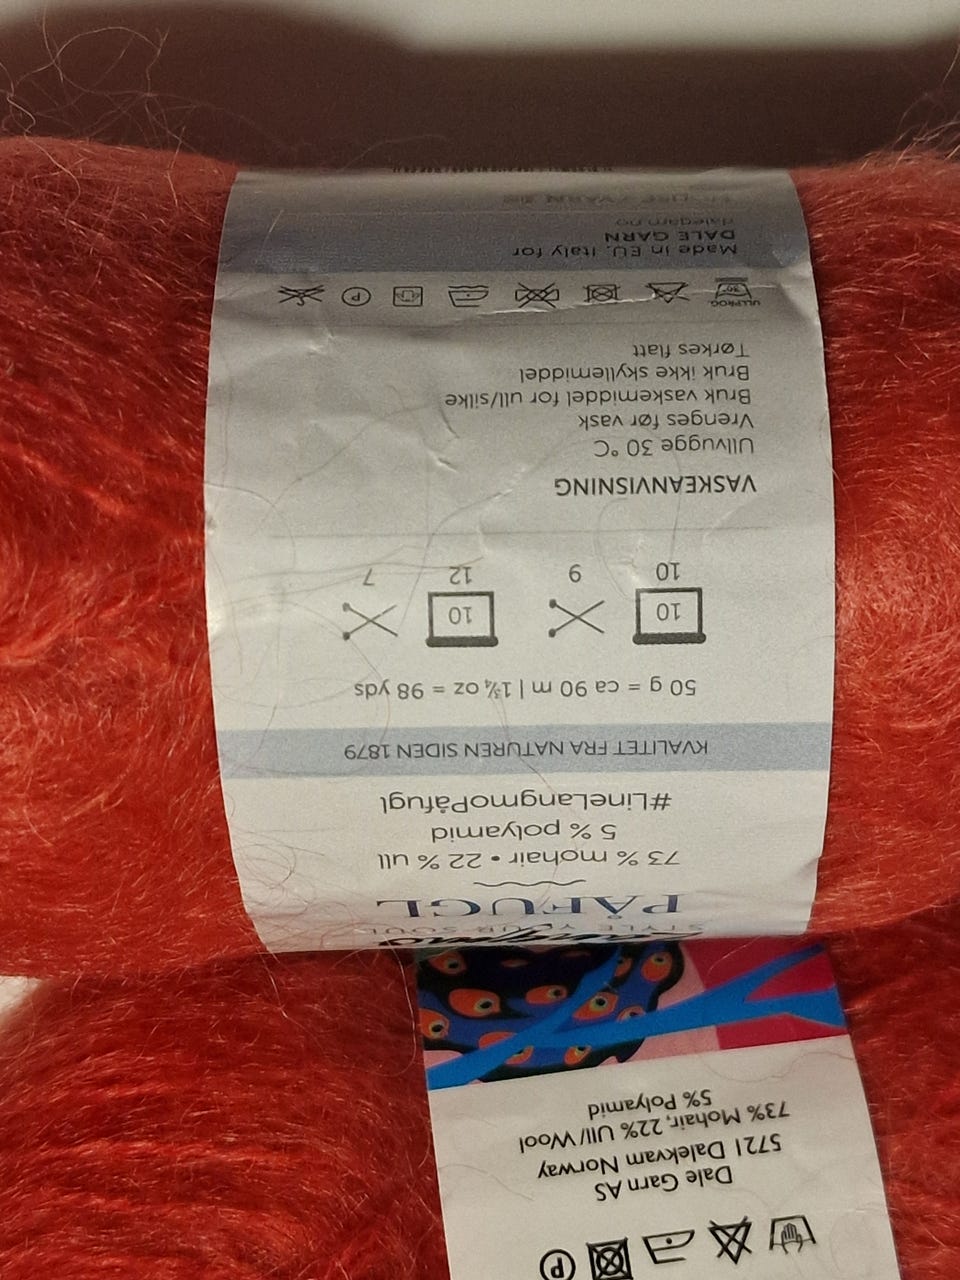 STYLE YOUR SOUL
PÅFUGL
73 % mohair • 22 % ull
5 % polyamid
#LineLangmoPåfugl
KVALITET FRA NATUREN SIDEN 1879
50 g = ca 90 m | 1¾ oz = 98 yds
10 10
10 9 12 7
VASKEANVISNING
Ullvugge 30 °C
Vrenges før vask
Bruk vaskemiddel for ull/silke
Bruk ikke skyllemiddel
Tørkes flatt
ULLPROG.
30° P
Made in EU, Italy for
DALE GARN
dalegarn.no
P
Dale Garn AS
5721 Dalekvam Norway
73% Mohair, 22% Ull/Wool
5% Polyamid